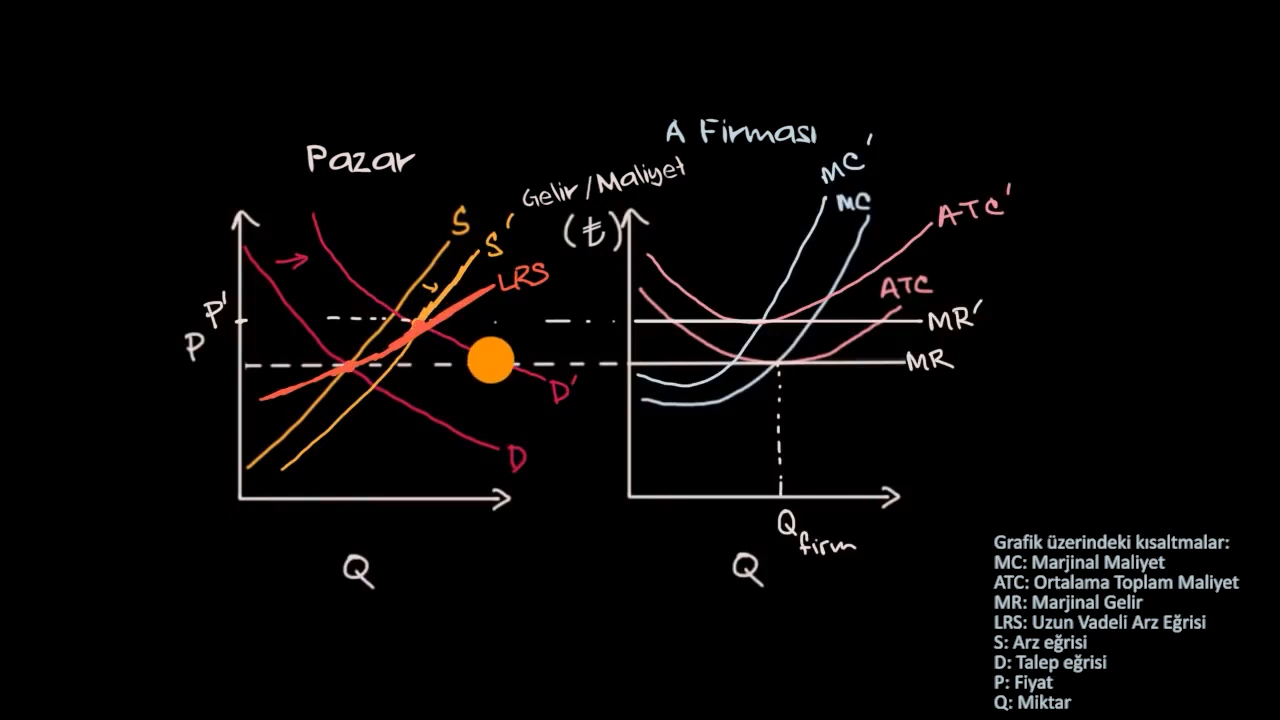 Pazar
A Firması
Gelir/Maliyet
(₺)
S
S'
LRS
D'
D
P'
P
Q
MC'
MC
ATC'
ATC
MR'
MR
Q firm
Q
Grafik üzerindeki kısaltmalar:
MC: Marjinal Maliyet
ATC: Ortalama Toplam Maliyet
MR: Marjinal Gelir
LRS: Uzun Vadeli Arz Eğrisi
S: Arz eğrisi
D: Talep eğrisi
P: Fiyat
Q: Miktar